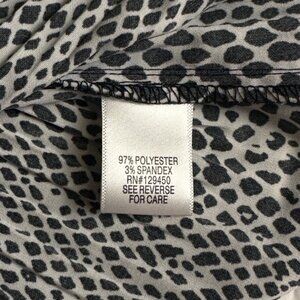 97% POLYESTER
3% SPANDEX
RN#129450
SEE REVERSE
FOR CARE